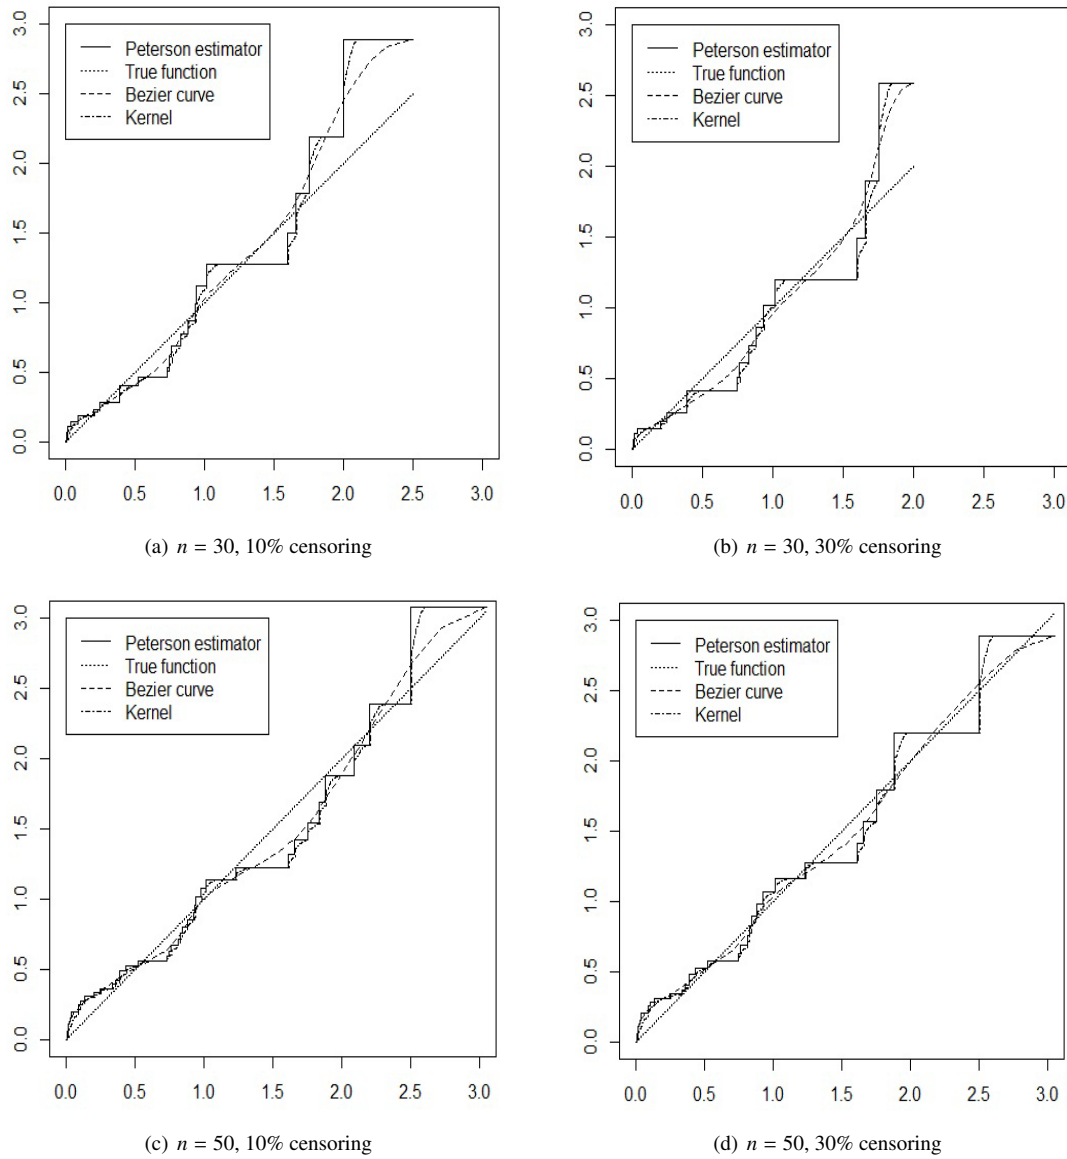 3.0
2.5
2.0
1.5
1.0
0.5
0.0
Peterson estimator
True function
Bezier curve
Kernel
0.0 0.5 1.0 1.5 2.0 2.5 3.0
(a) n = 30, 10% censoring
3.0
2.5
2.0
1.5
1.0
0.5
0.0
Peterson estimator
True function
Bezier curve
Kernel
0.0 0.5 1.0 1.5 2.0 2.5 3.0
(b) n = 30, 30% censoring
3.0
2.5
2.0
1.5
1.0
0.5
0.0
Peterson estimator
True function
Bezier curve
Kernel
0.0 0.5 1.0 1.5 2.0 2.5 3.0
(c) n = 50, 10% censoring
3.0
2.5
2.0
1.5
1.0
0.5
0.0
Peterson estimator
True function
Bezier curve
Kernel
0.0 0.5 1.0 1.5 2.0 2.5 3.0
(d) n = 50, 30% censoring